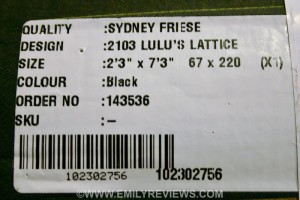 QUALITY :SYDNEY FRIESE
DESIGN :2103 LULU'S LATTICE
SIZE :2'3" x 7'3" 67 x 220 (X1)
COLOUR :Black
ORDER NO :143536
SKU :–
102302756 102302756
©WWW.EMILYREVIEWS.COM